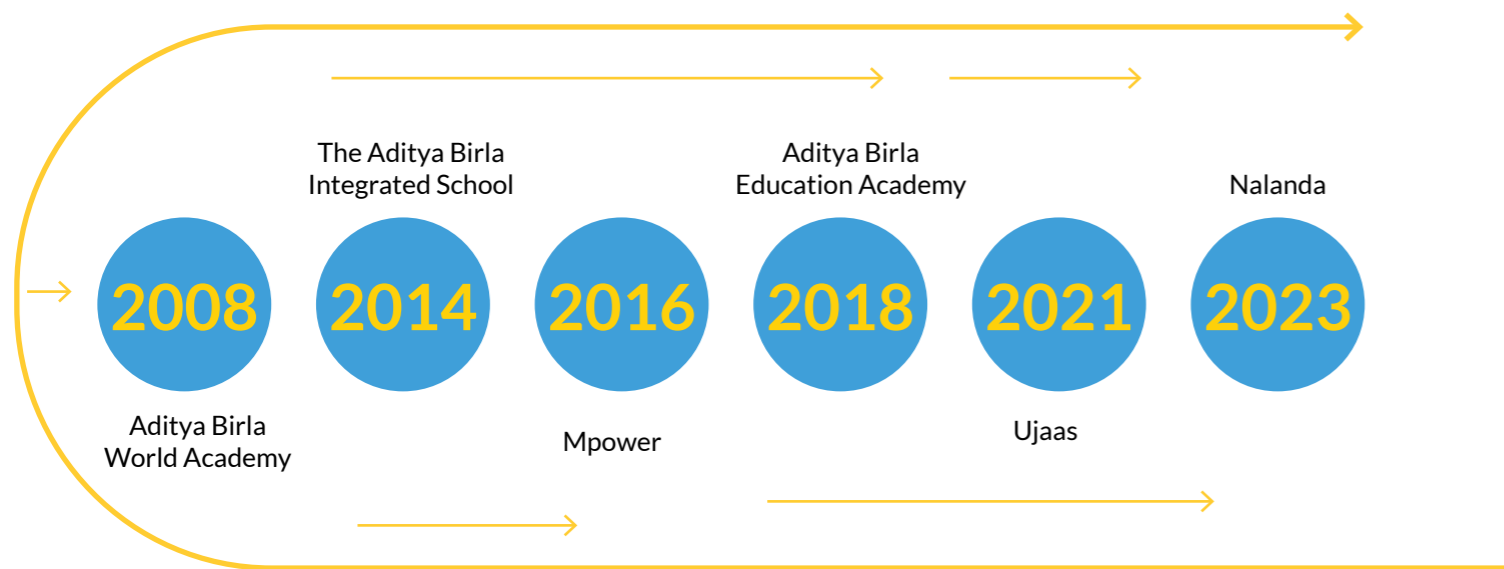 The Aditya Birla
Integrated School
Aditya Birla
Education Academy
Nalanda
2008
2014
2016
2018
2021
2023
Aditya Birla
World Academy
Mpower
Ujaas